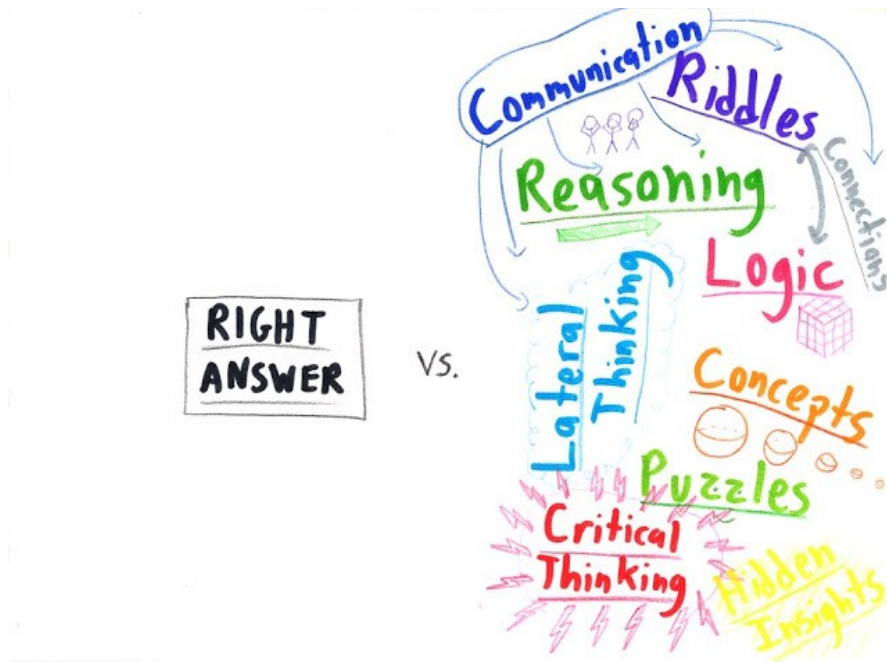 RIGHT
ANSWER
VS.
Communication
Riddles
Connections
Reasoning
Logic
Lateral
Thinking
Concepts
Puzzles
Critical
Thinking
Hidden
Insights